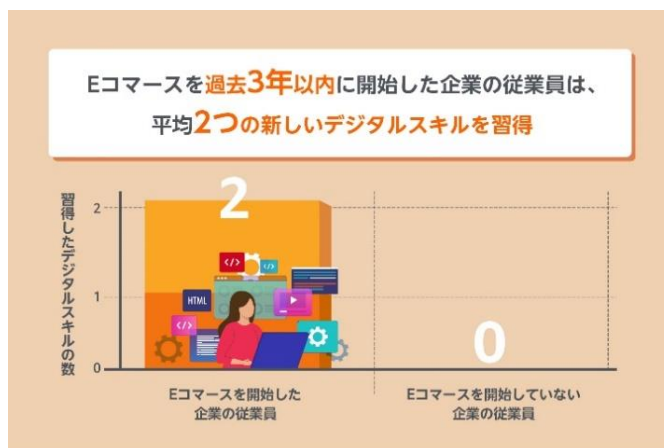 Eコマースを過去3年以内に開始した企業の従業員は、
平均2つの新しいデジタルスキルを習得
習得したデジタルスキルの数
2
1
0
2
</>
</>
HTML
</>
0
Eコマースを開始した
企業の従業員
Eコマースを開始していない
企業の従業員